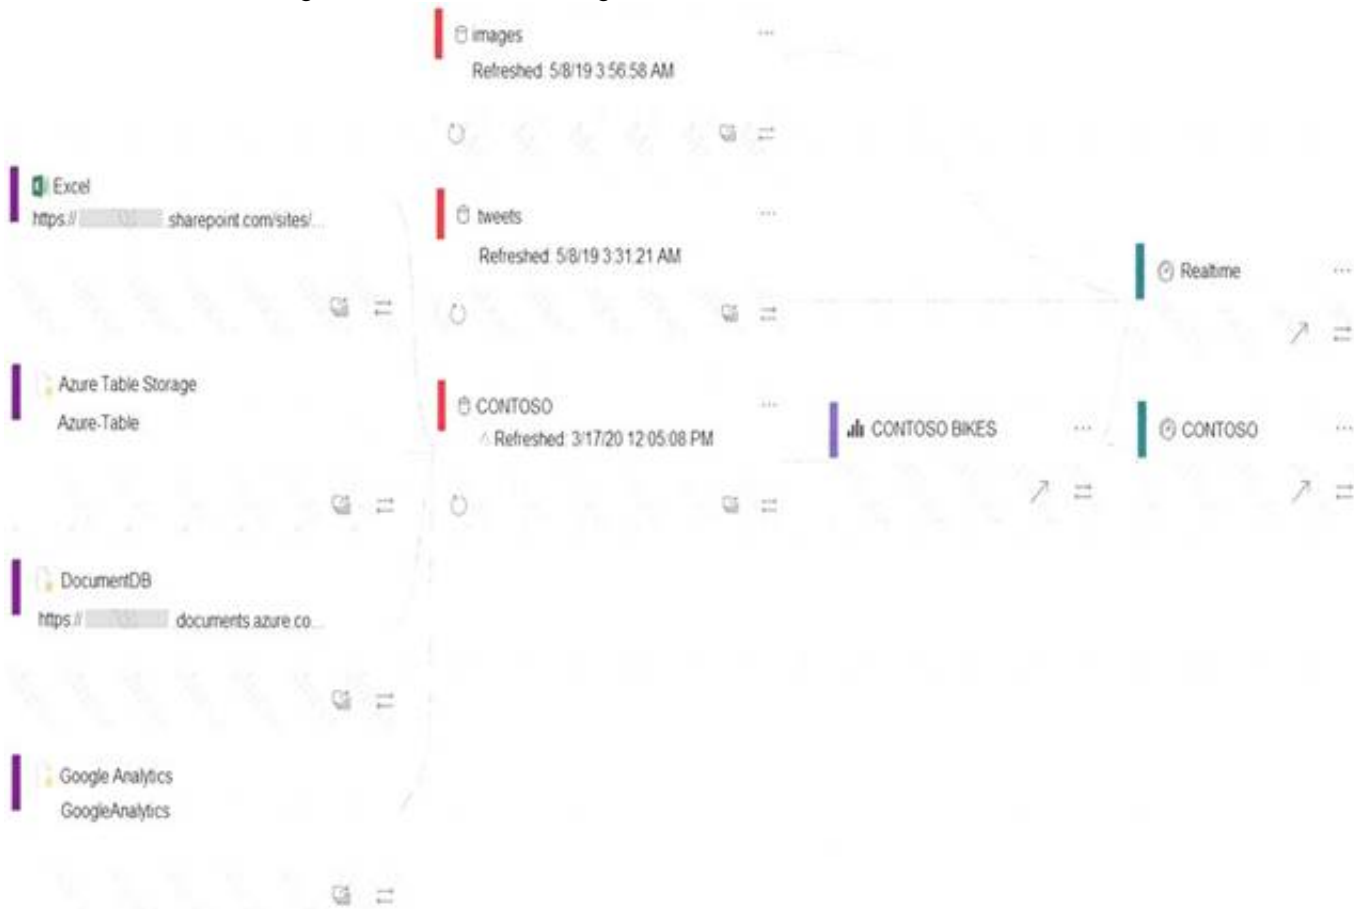 images
Refreshed: 5/8/19 3:56:58 AM
Excel
https:// sharepoint.com/sites/...
tweets
Refreshed: 5/8/19 3:31:21 AM
Realtime
Azure Table Storage
Azure-Table
CONTOSO
Refreshed: 3/17/20 12:05:08 PM
CONTOSO BIKES
CONTOSO
DocumentDB
https:// documents.azure.co...
Google Analytics
GoogleAnalytics